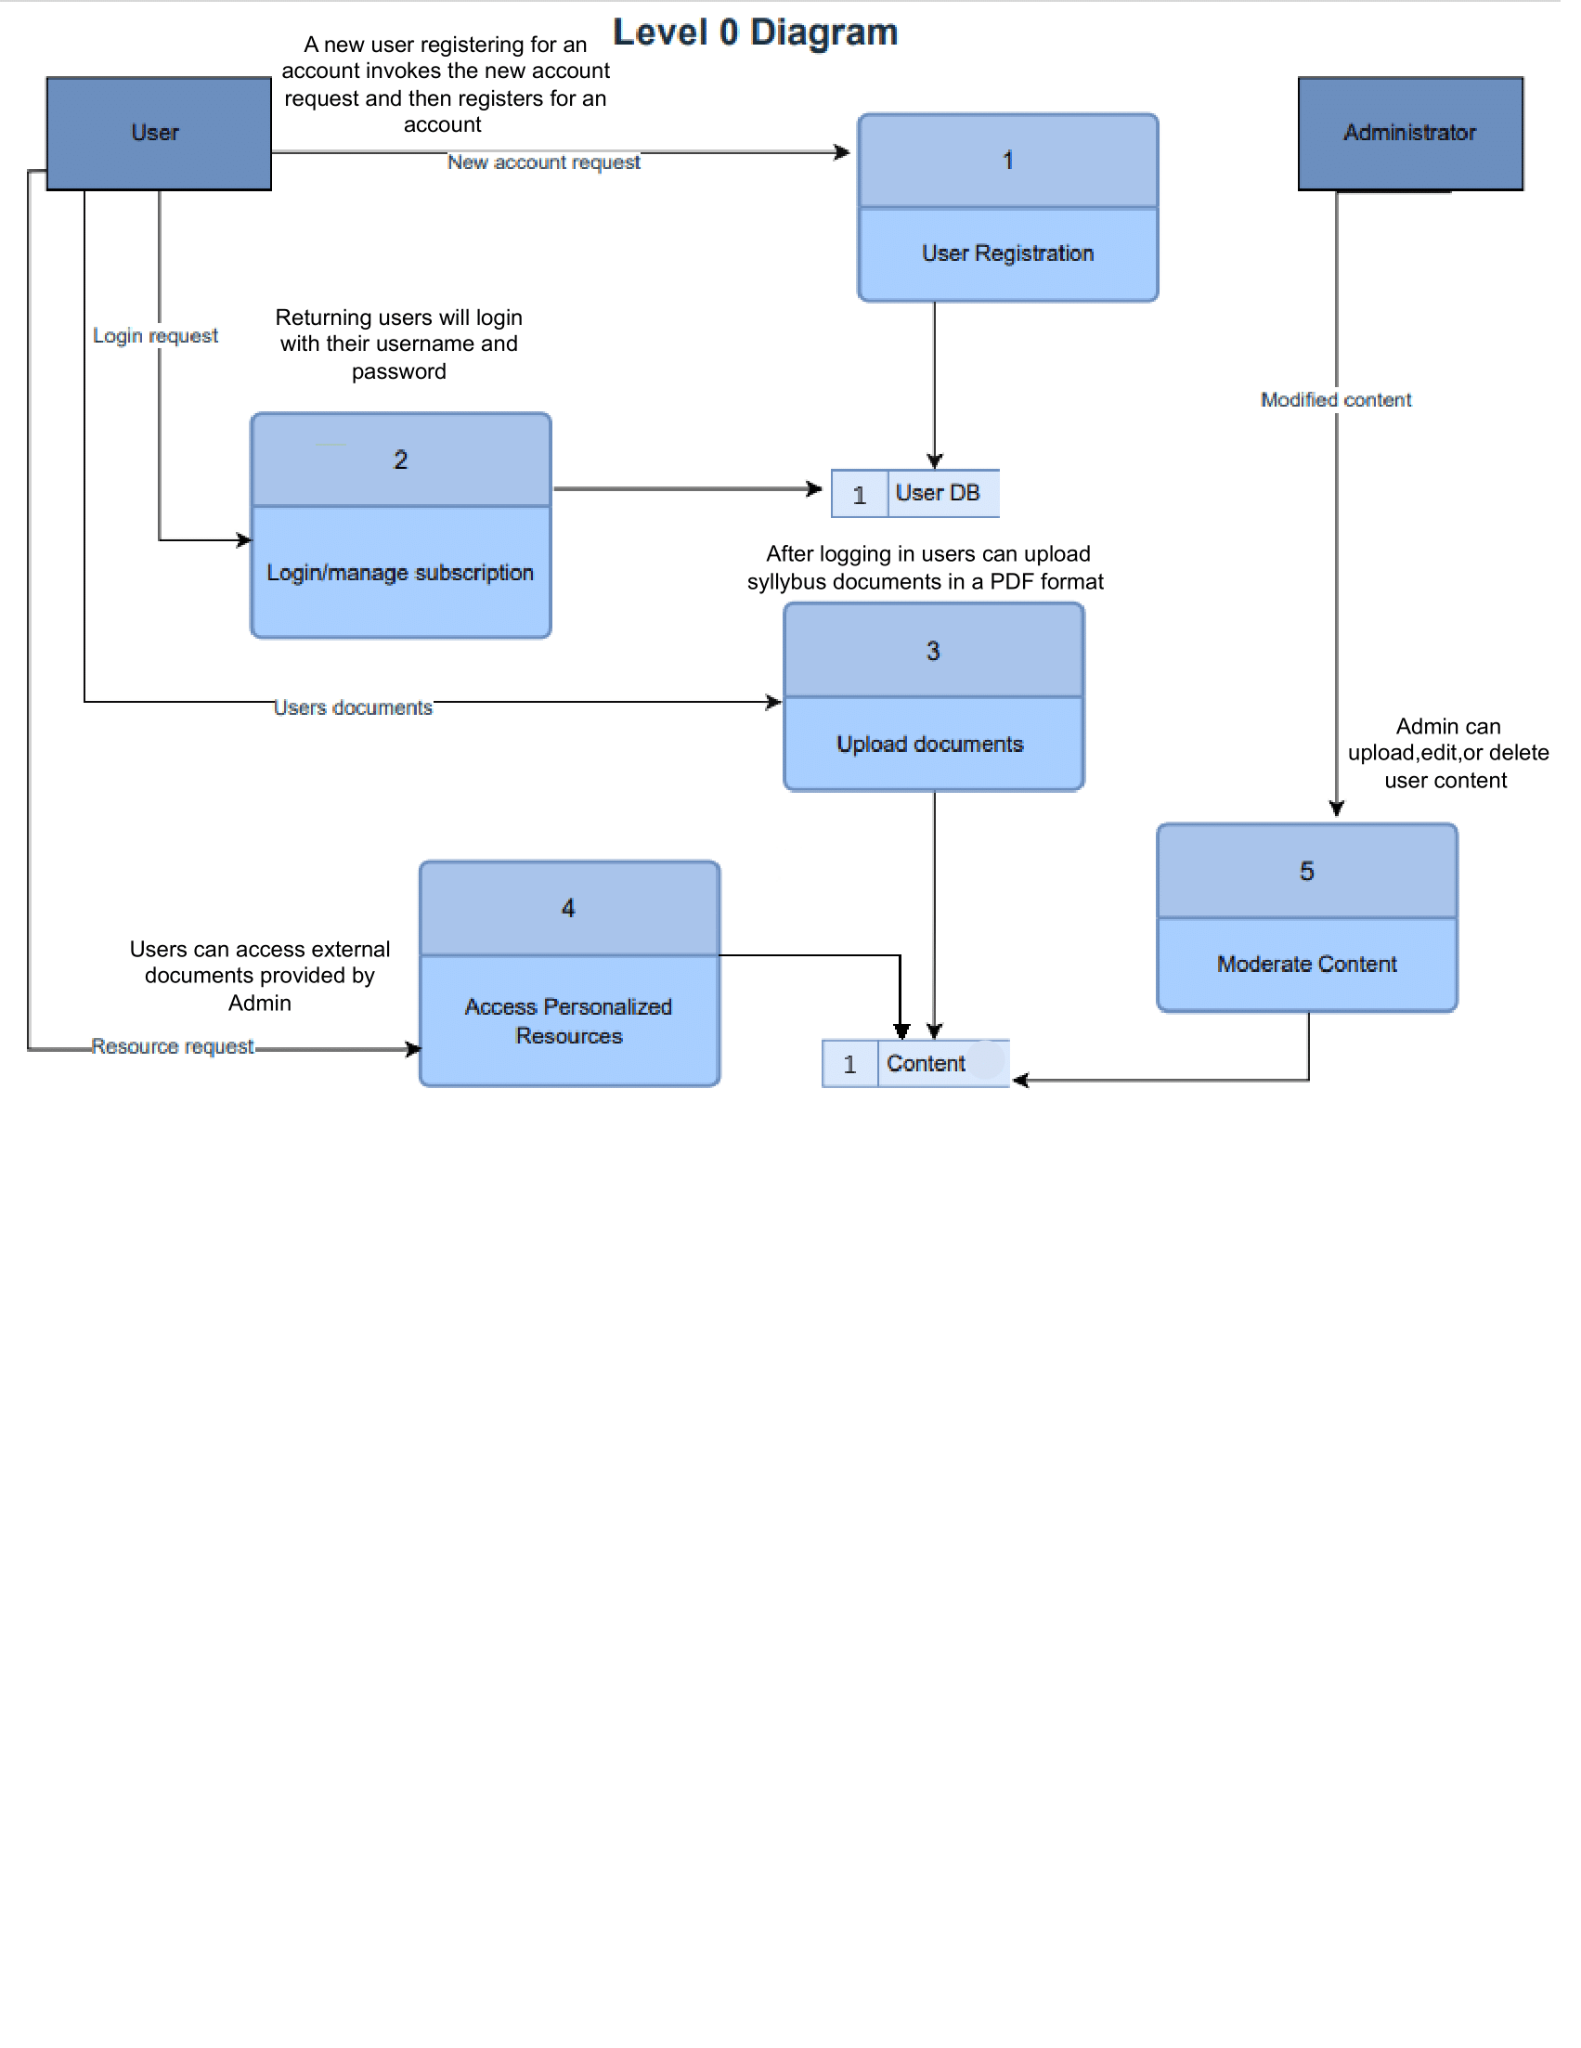 Level 0 Diagram
A new user registering for an
account invokes the new account
request and then registers for an
account
User
New account request
1
User Registration
Administrator
Login request
Returning users will login
with their username and
password
Modified content
2
Login/manage subscription
1 User DB
After logging in users can upload
syllybus documents in a PDF format
3
Upload documents
Users documents
Admin can
upload,edit,or delete
user content
5
Moderate Content
4
Access Personalized
Resources
Users can access external
documents provided by
Admin
Resource request
1 Content